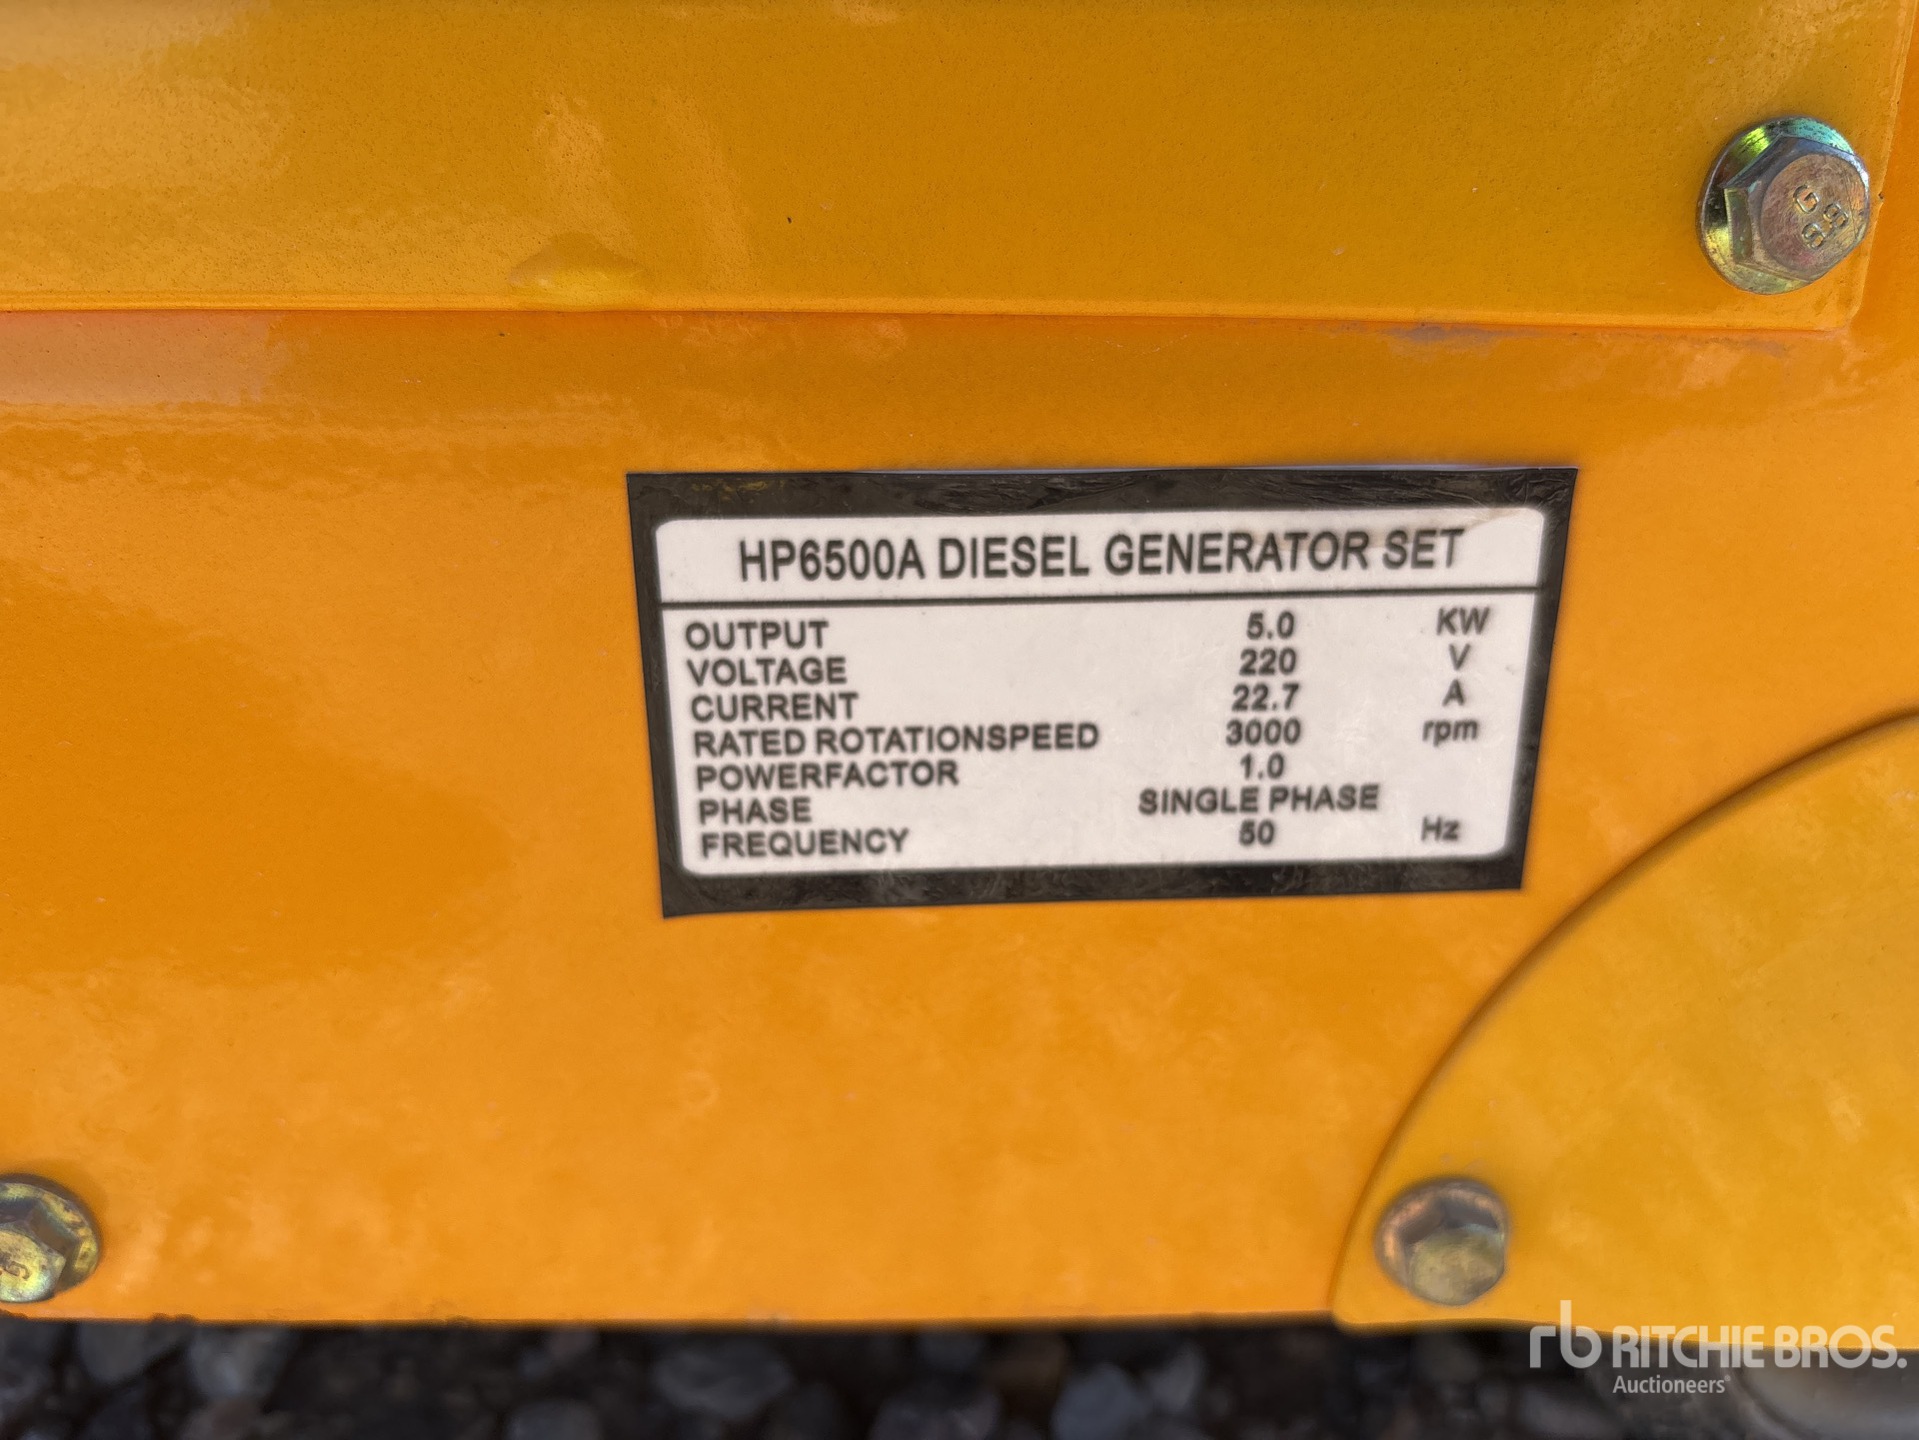 HP6500A DIESEL GENERATOR SET
OUTPUT 5.0 KW
VOLTAGE 220 V
CURRENT 22.7 A
RATED ROTATIONSPEED 3000 rpm
POWERFACTOR 1.0
PHASE SINGLE PHASE
FREQUENCY 50 Hz
rb RITCHIE BROS.
Auctioneers